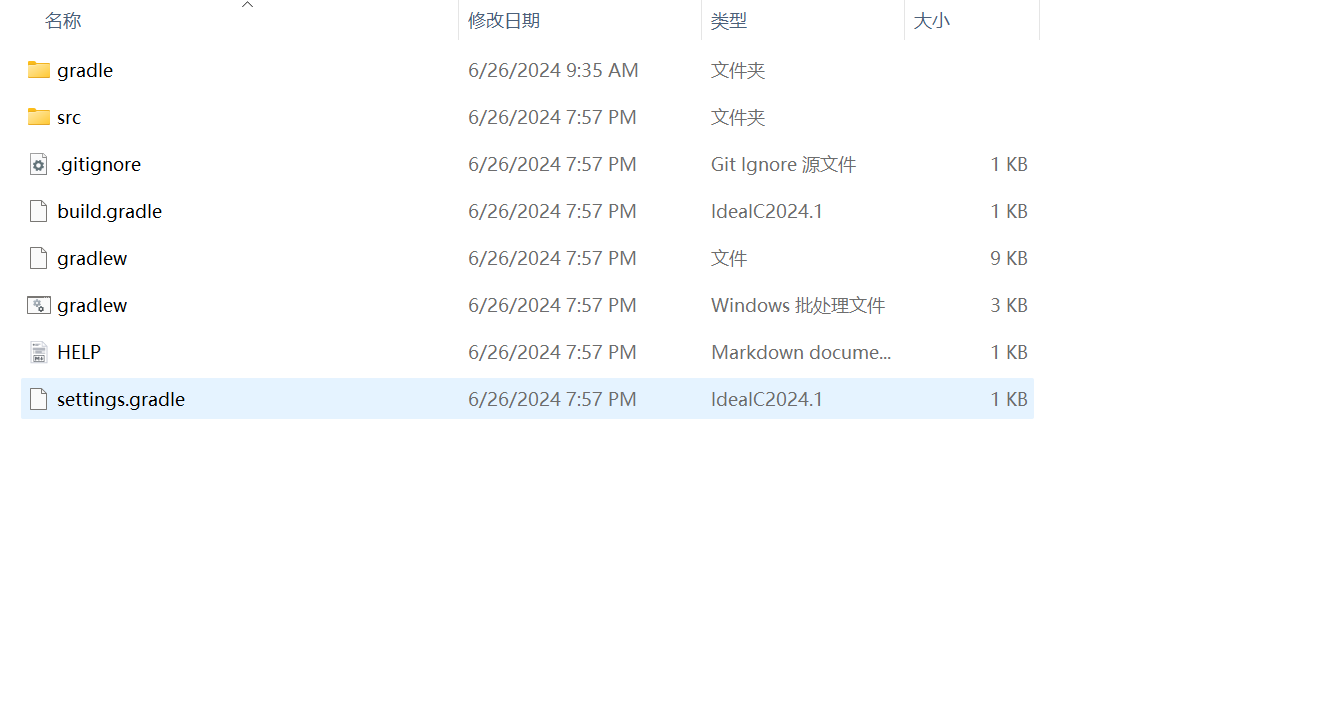 名称 修改日期 类型 大小
gradle 6/26/2024 9:35 AM 文件夹
src 6/26/2024 7:57 PM 文件夹
.gitignore 6/26/2024 7:57 PM Git Ignore 源文件 1 KB
build.gradle 6/26/2024 7:57 PM IdealC2024.1 1 KB
gradlew 6/26/2024 7:57 PM 文件 9 KB
gradlew 6/26/2024 7:57 PM Windows 批处理文件 3 KB
HELP 6/26/2024 7:57 PM Markdown docume... 1 KB
settings.gradle 6/26/2024 7:57 PM IdealC2024.1 1 KB